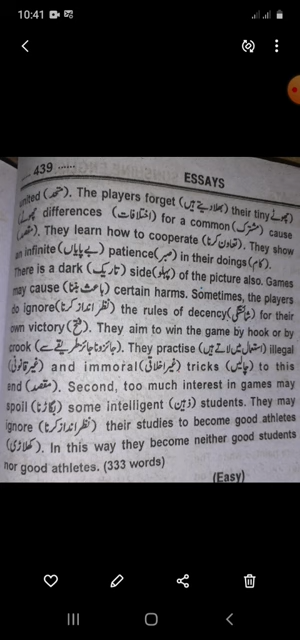 10:41
439 ......
ESSAYS
united (متحد). The players forget (بھلا دیتے ہیں) their tiny (چھوٹے
چھوٹے) differences (اختلافات) for a common (مشترک) cause
(مقصد). They learn how to cooperate (تعاون کرنا). They show
an infinite (بے پایاں) patience (صبر) in their doings (کام).
There is a dark (تاریک) side (پہلو) of the picture also. Games
may cause (باعث بننا) certain harms. Sometimes, the players
do ignore (نظر انداز کرنا) the rules of decency (شائستگی) for their
own victory (فتح). They aim to win the game by hook or by
crook (جائز و ناجائز طریقے سے). They practise (استعمال میں لاتے ہیں) illegal
(غیر قانونی) and immoral (غیر اخلاقی) tricks (چالیں) to this
end (مقصد). Second, too much interest in games may
spoil (بگاڑنا) some intelligent (ذہین) students. They may
ignore (نظر انداز کرنا) their studies to become good athletes
(کھلاڑی). In this way they become neither good students
nor good athletes. (333 words)
(Easy)